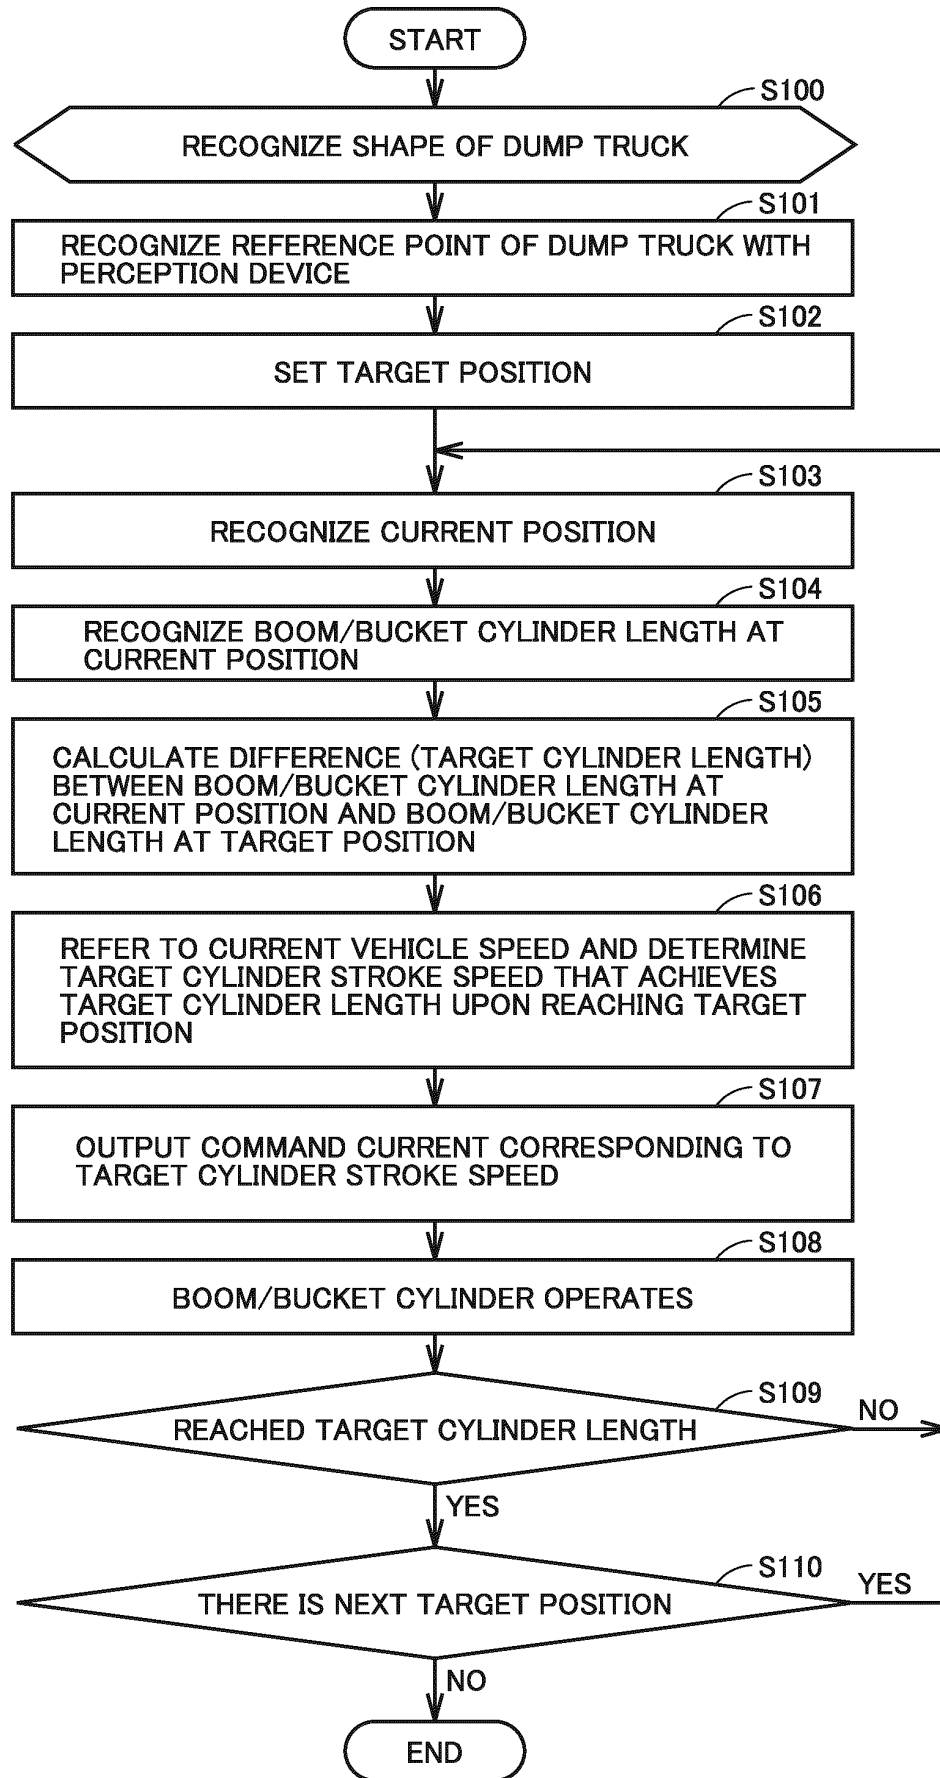 START
S100
RECOGNIZE SHAPE OF DUMP TRUCK
S101
RECOGNIZE REFERENCE POINT OF DUMP TRUCK WITH
PERCEPTION DEVICE
S102
SET TARGET POSITION
S103
RECOGNIZE CURRENT POSITION
S104
RECOGNIZE BOOM/BUCKET CYLINDER LENGTH AT
CURRENT POSITION
S105
CALCULATE DIFFERENCE (TARGET CYLINDER LENGTH)
BETWEEN BOOM/BUCKET CYLINDER LENGTH AT
CURRENT POSITION AND BOOM/BUCKET CYLINDER
LENGTH AT TARGET POSITION
S106
REFER TO CURRENT VEHICLE SPEED AND DETERMINE
TARGET CYLINDER STROKE SPEED THAT ACHIEVES
TARGET CYLINDER LENGTH UPON REACHING TARGET
POSITION
S107
OUTPUT COMMAND CURRENT CORRESPONDING TO
TARGET CYLINDER STROKE SPEED
S108
BOOM/BUCKET CYLINDER OPERATES
S109
REACHED TARGET CYLINDER LENGTH
NO
YES
S110
THERE IS NEXT TARGET POSITION
YES
NO
END